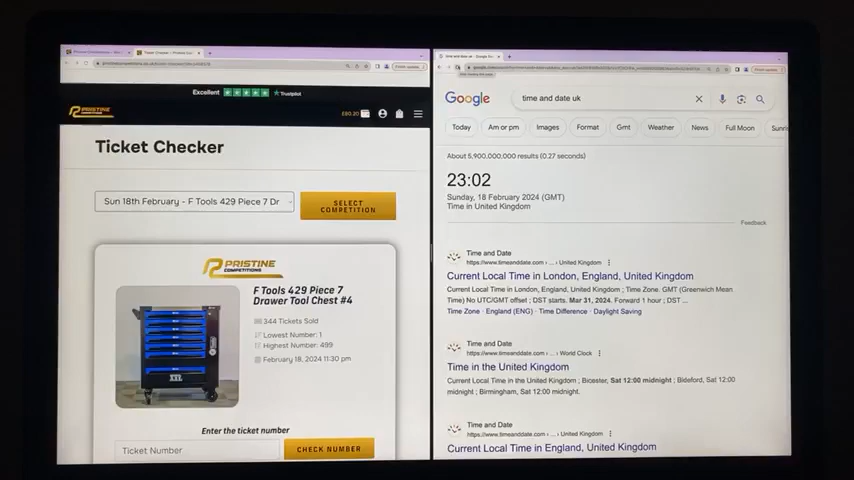 Excellent
Trustpilot
PRISTINE
COMPETITIONS
£90.20
Ticket Checker
Sun 18th February - F Tools 429 Piece 7 Dr
SELECT
COMPETITION
PRISTINE
COMPETITIONS
F Tools 429 Piece 7
Drawer Tool Chest #4
344 Tickets Sold
Lowest Number: 1
Highest Number: 499
February 18, 2024 11:30 pm
Enter the ticket number
Ticket Number
CHECK NUMBER
Google
time and date uk
Today
Am or pm
Images
Format
Gmt
Weather
News
Full Moon
Sunri
About 5,900,000,000 results (0.27 seconds)
23:02
Sunday, 18 February 2024 (GMT)
Time in United Kingdom
Feedback
Time and Date
https://www.timeanddate.com › ... › United Kingdom
Current Local Time in London, England, United Kingdom
Current Local Time in London, England, United Kingdom ; Time Zone. GMT (Greenwich Mean
Time) No UTC/GMT offset ; DST starts. Mar 31, 2024. Forward 1 hour ; DST ...
Time Zone · England (ENG) · Time Difference · Daylight Saving
Time and Date
https://www.timeanddate.com › ... › World Clock
Time in the United Kingdom
Current Local Time in the United Kingdom ; Bicester, Sat 12:00 midnight ; Bideford, Sat 12:00
midnight ; Birmingham, Sat 12:00 midnight.
Time and Date
https://www.timeanddate.com › ... › United Kingdom
Current Local Time in England, United Kingdom